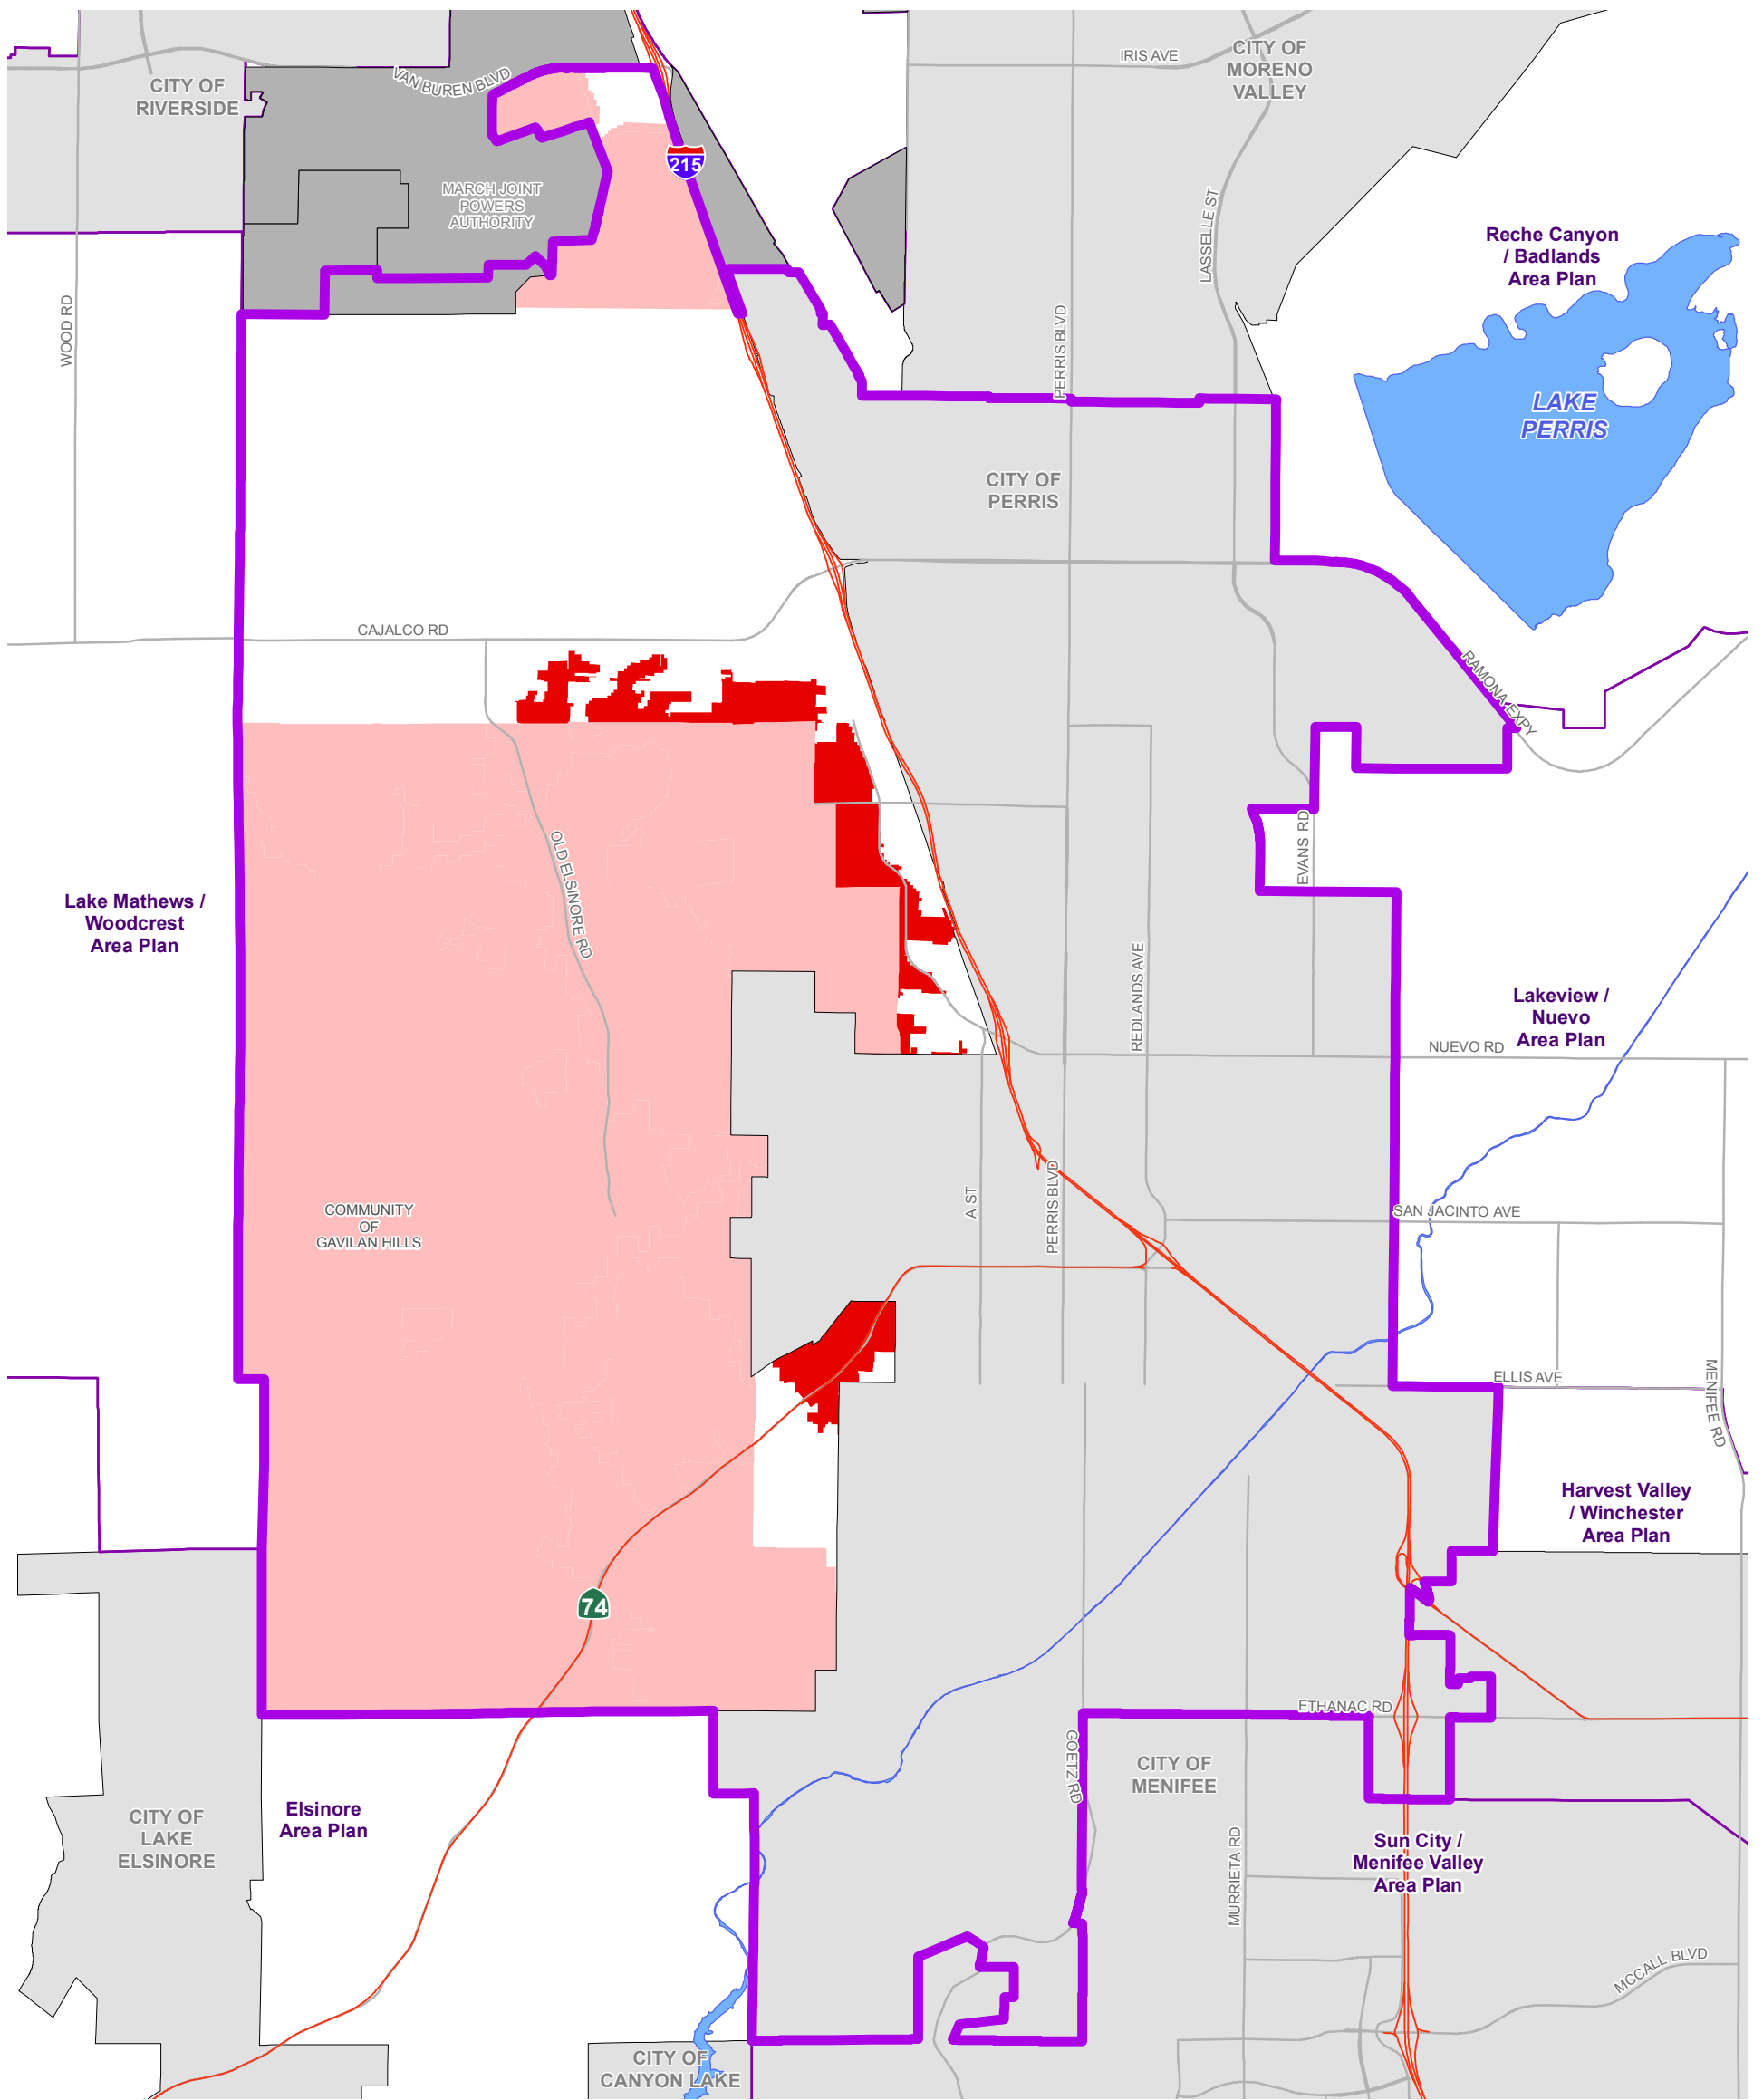 IRIS AVE
CITY OF
MORENO
VALLEY
CITY OF
RIVERSIDE
VAN BUREN BLVD
215
MARCH JOINT
POWERS
AUTHORITY
LASSELLE ST
Reche Canyon
/ Badlands
Area Plan
WOOD RD
PERRIS BLVD
LAKE
PERRIS
CITY OF
PERRIS
CAJALCO RD
RAMONA EXPY
OLD ELSINORE RD
EVANS RD
Lake Mathews /
Woodcrest
Area Plan
REDLANDS AVE
Lakeview /
Nuevo
Area Plan
NUEVO RD
A ST
PERRIS BLVD
COMMUNITY
OF
GAVILAN HILLS
SAN JACINTO AVE
ELLIS AVE
MENIFEE RD
Harvest Valley
/ Winchester
Area Plan
74
ETHANAC RD
GOETZ RD
CITY OF
MENIFEE
Elsinore
Area Plan
CITY OF
LAKE
ELSINORE
MURRIETA RD
Sun City /
Menifee Valley
Area Plan
MCCALL BLVD
CITY OF
CANYON LAKE